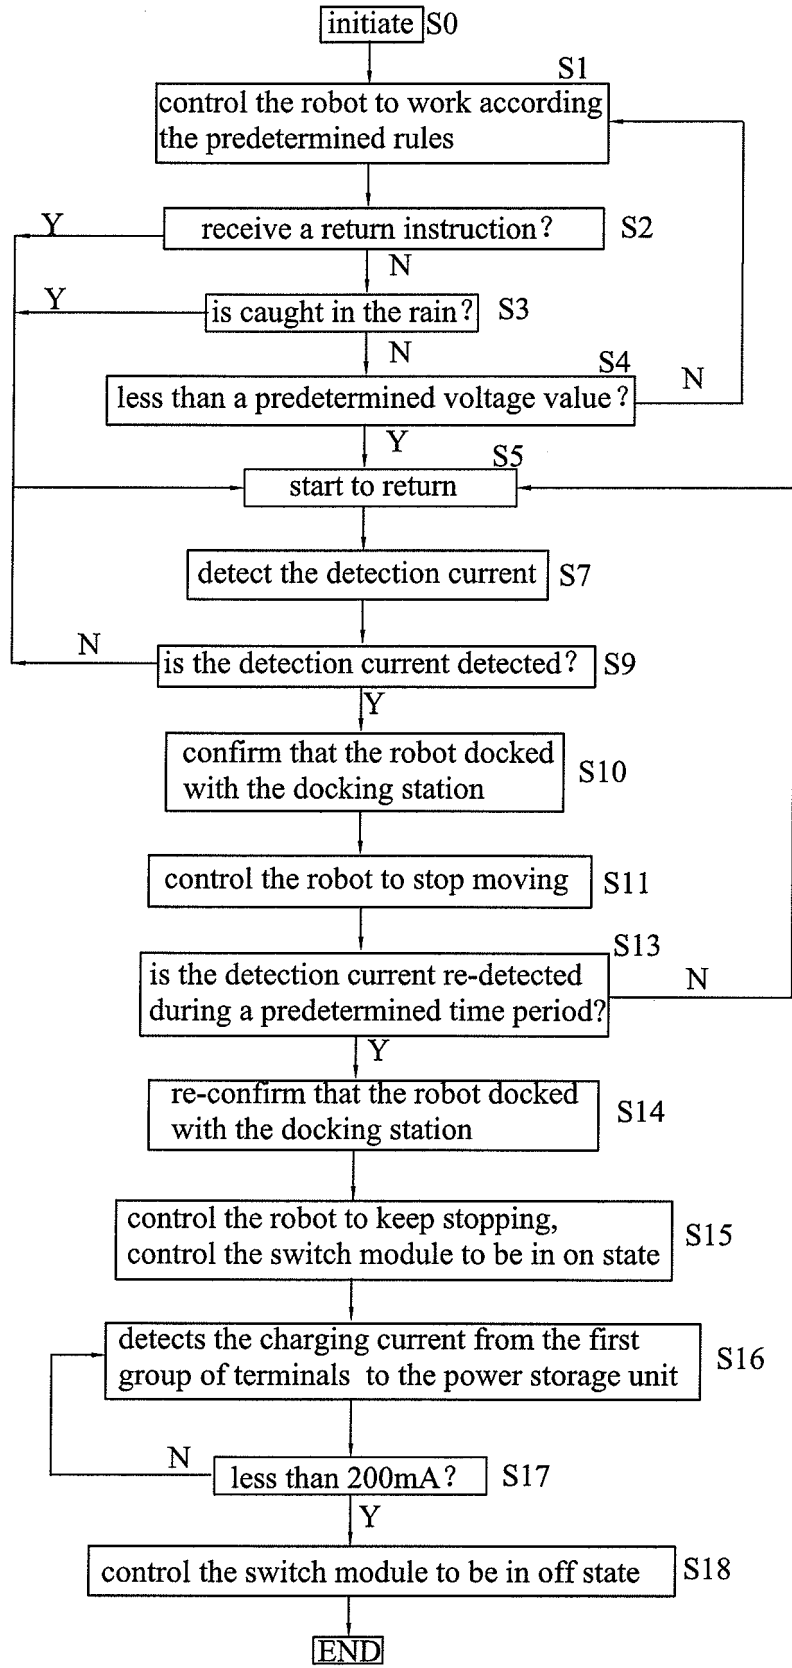 initiate S0
S1
control the robot to work according
the predetermined rules
Y
receive a return instruction? S2
N
Y
is caught in the rain? S3
N
S4
less than a predetermined voltage value? N
Y
S5
start to return
detect the detection current S7
N
is the detection current detected? S9
Y
confirm that the robot docked
with the docking station
S10
control the robot to stop moving S11
S13
is the detection current re-detected
during a predetermined time period?
N
Y
re-confirm that the robot docked
with the docking station
S14
control the robot to keep stopping,
control the switch module to be in on state
S15
detects the charging current from the first
group of terminals to the power storage unit
S16
N
less than 200mA? S17
Y
control the switch module to be in off state S18
END